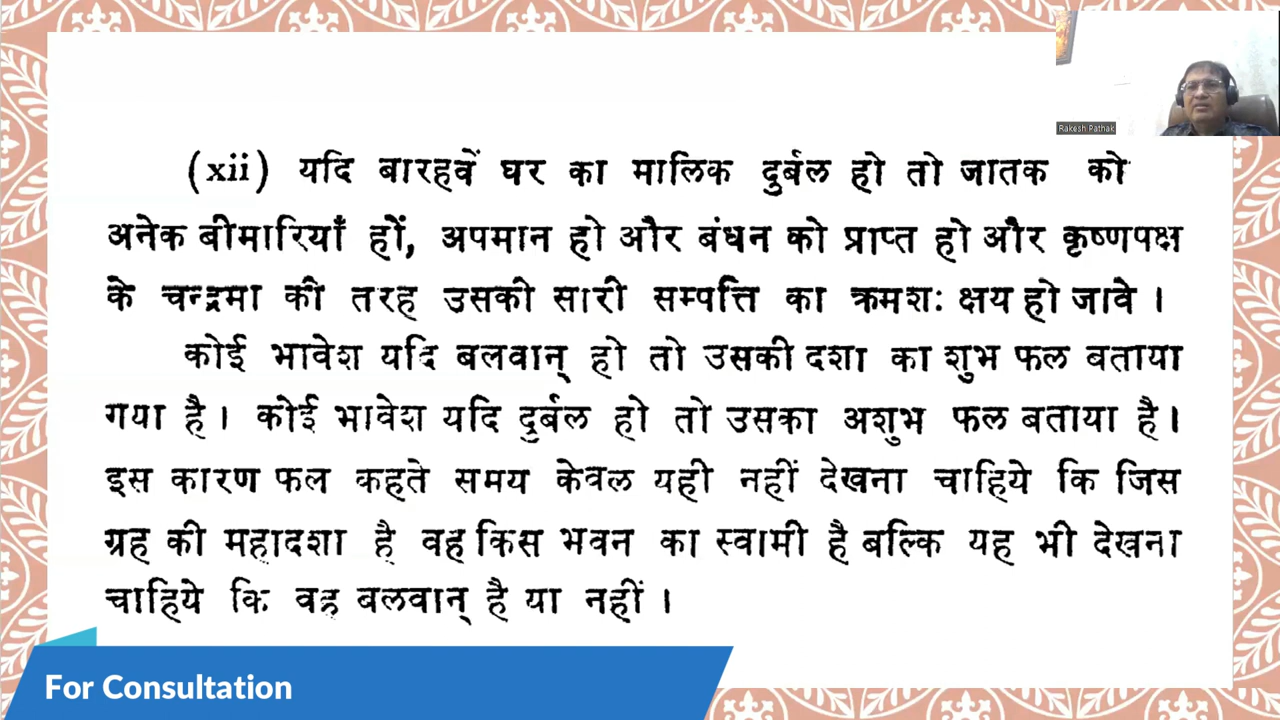 Rakesh Pathak
(xii) यदि बारहवें घर का मालिक दुर्बल हो तो जातक को
अनेक बीमारियाँ हों, अपमान हो और बंधन को प्राप्त हो और कृष्णपक्ष
के चन्द्रमा की तरह उसकी सारी सम्पत्ति का क्रमशः क्षय हो जावे ।
कोई भावेश यदि बलवान् हो तो उसकी दशा का शुभ फल बताया
गया है । कोई भावेश यदि दुर्बल हो तो उसका अशुभ फल बताया है ।
इस कारण फल कहते समय केवल यही नहीं देखना चाहिये कि जिस
ग्रह की महादशा है वह किस भवन का स्वामी है बल्कि यह भी देखना
चाहिये कि वह बलवान् है या नहीं ।
For Consultation